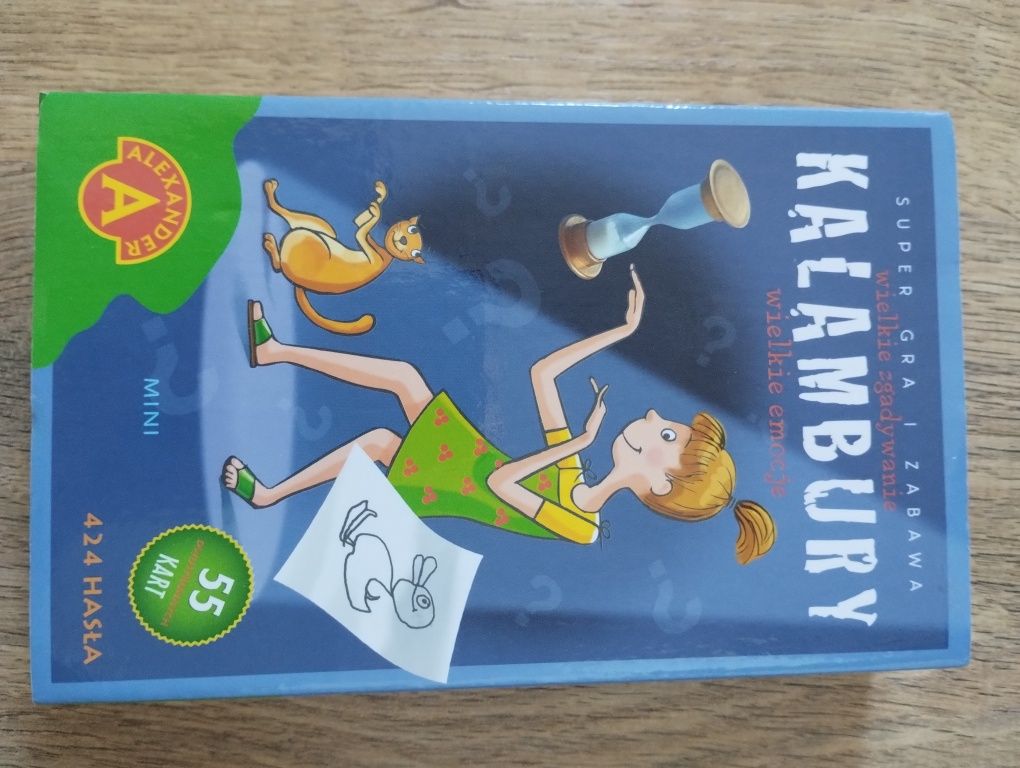 SUPER GRA I ZABAWA
wielkie zgadywanie
KALAMBURY
wielkie emocje
MINI
55
KART
424 HASŁA
ALEXANDER
A